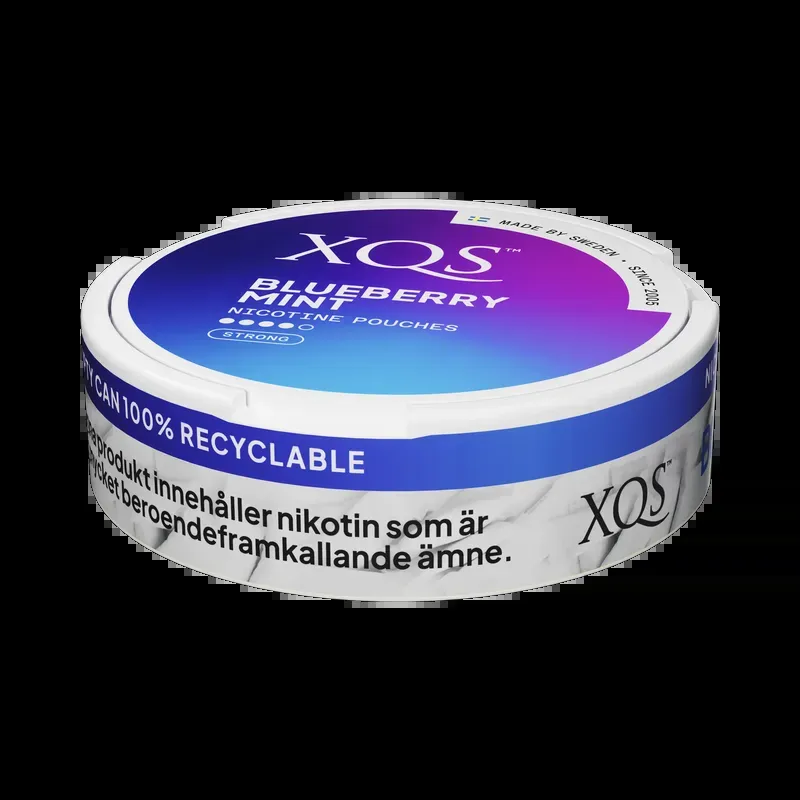 MADE BY SWEDEN • SINCE 2005
XQS™
BLUEBERRY
MINT
NICOTINE POUCHES
STRONG
CAN 100% RECYCLABLE
produkt innehåller nikotin som är
beroendeframkallande ämne.
XQS™